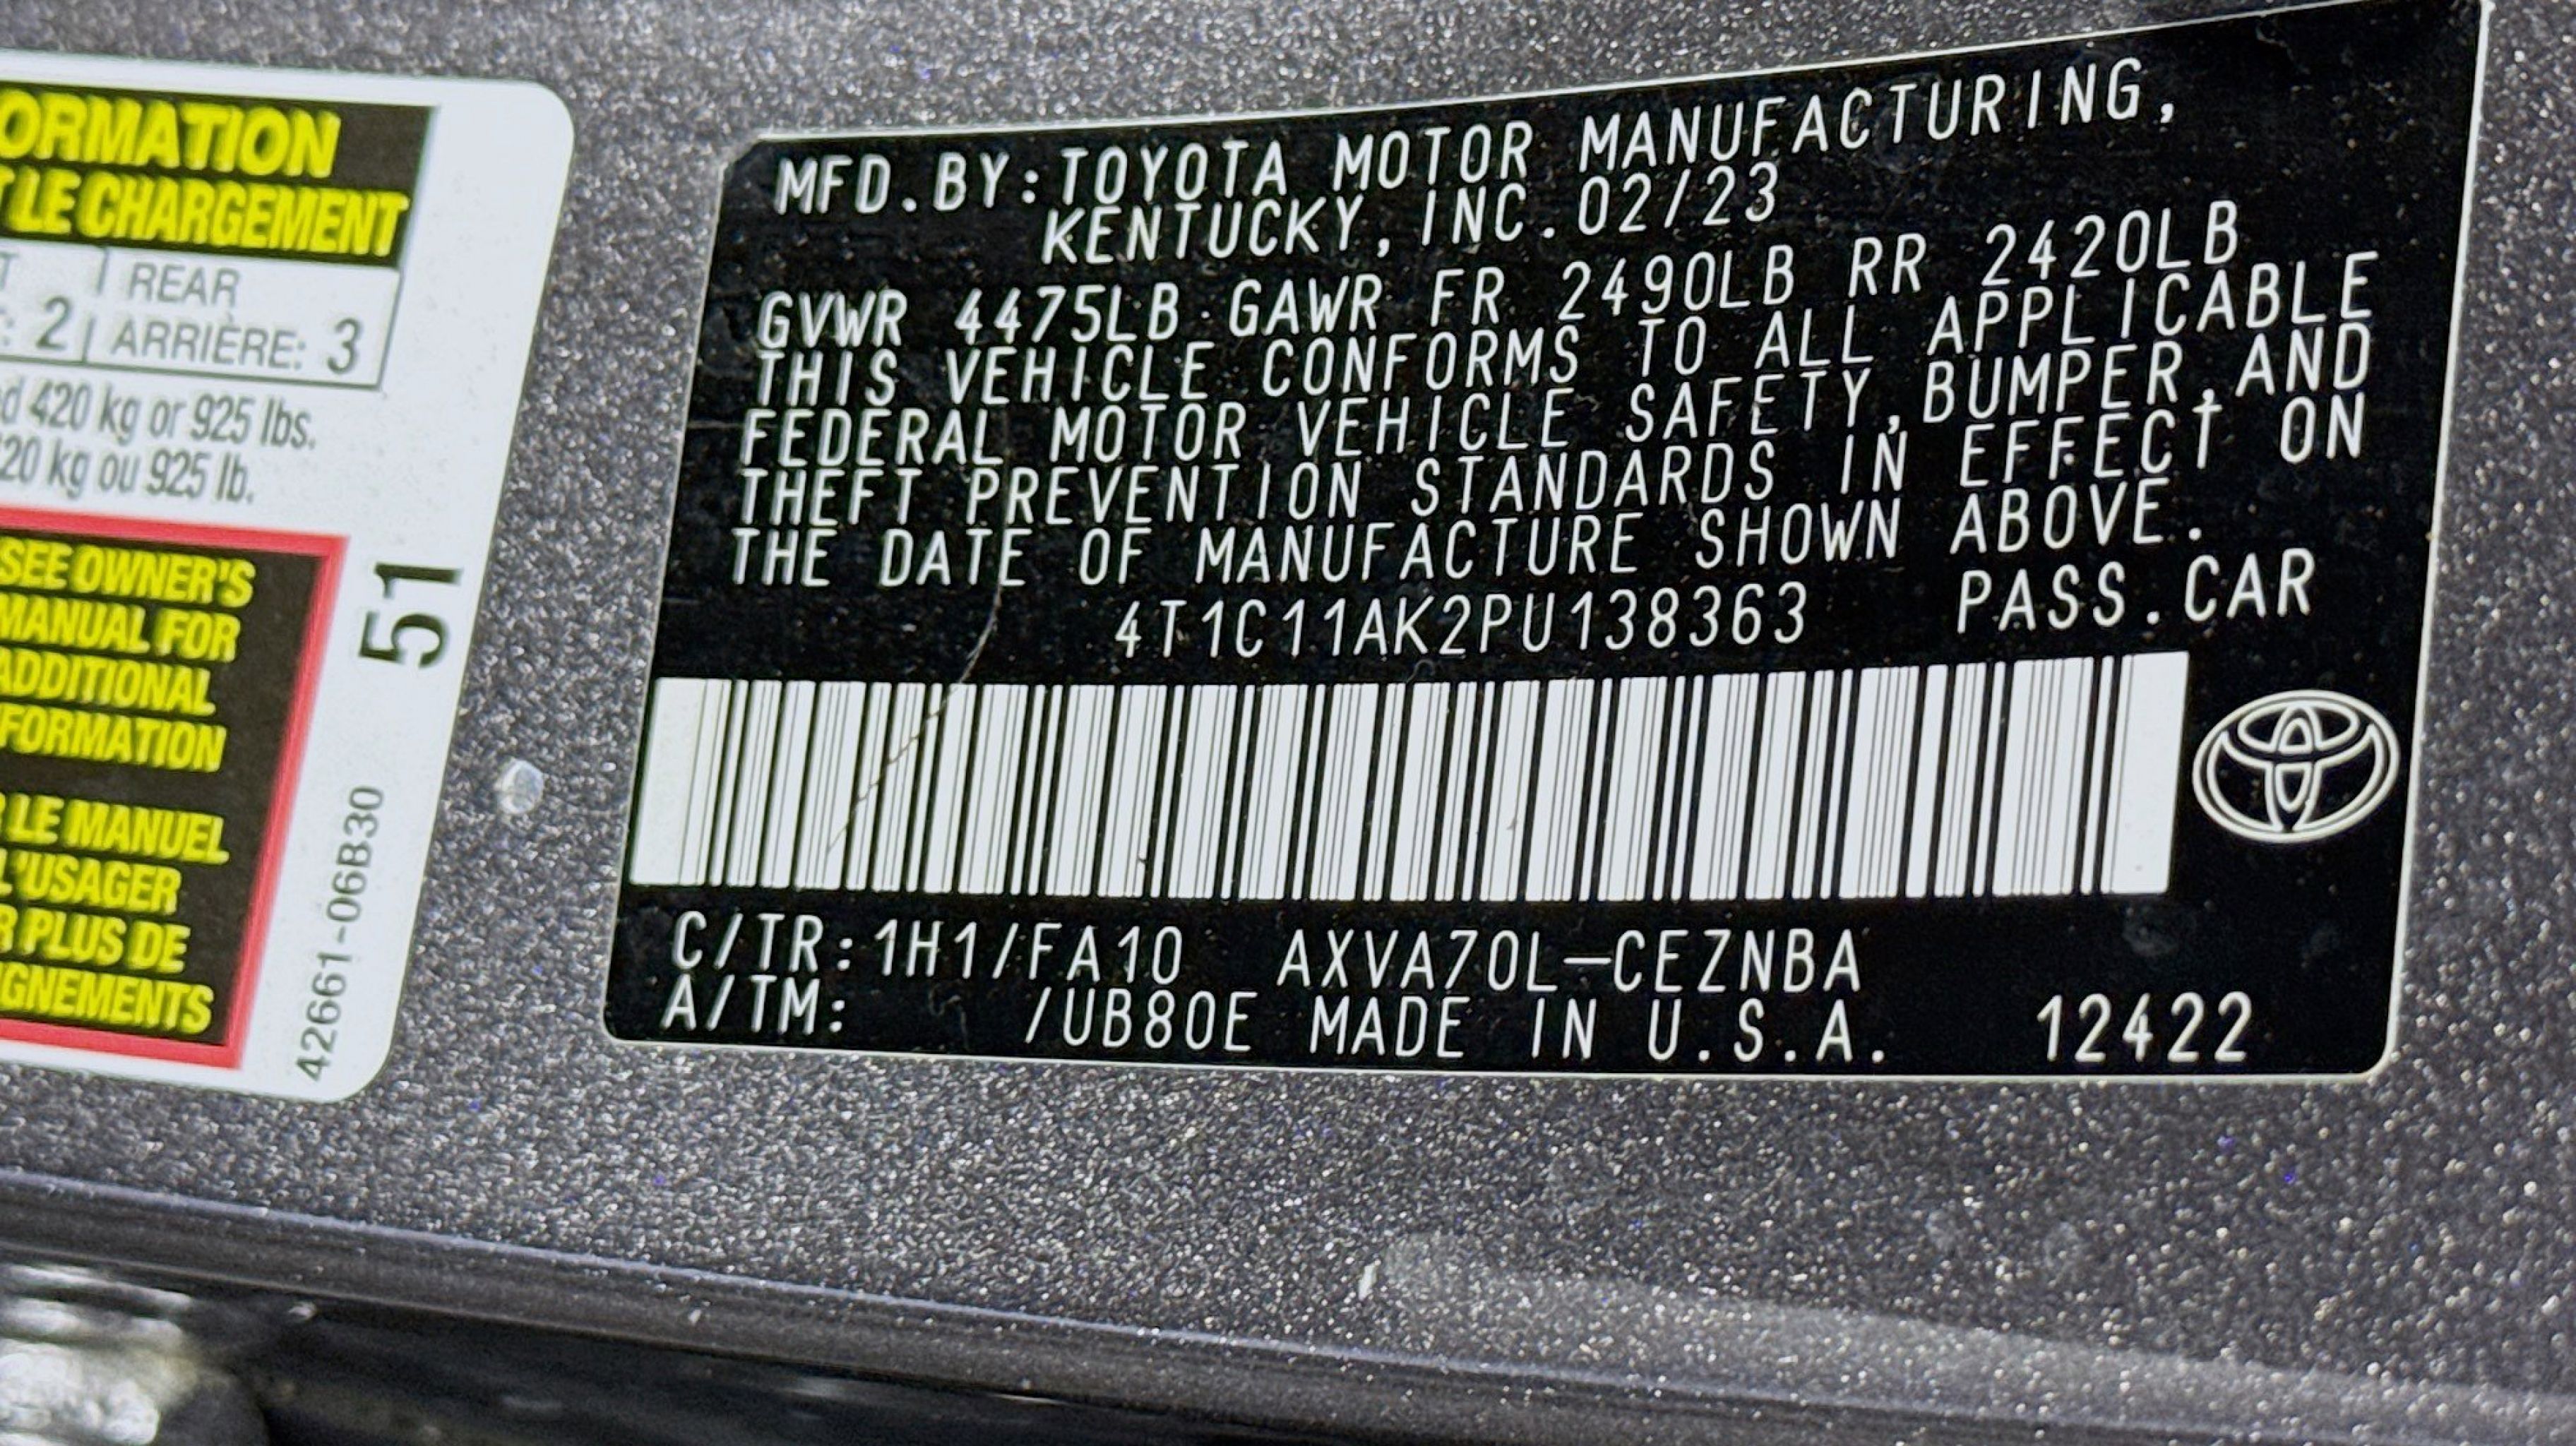 ORMATION
T LE CHARGEMENT
T REAR
: 2 ARRIÈRE: 3
d 420 kg or 925 lbs.
20 kg ou 925 lb.
SEE OWNER'S
MANUAL FOR
ADDITIONAL
FORMATION
LE MANUEL
L'USAGER
R PLUS DE
GNEMENTS
51
42661-06B30
MFD.BY:TOYOTA MOTOR MANUFACTURING,
KENTUCKY, INC.02/23
GVWR 4475LB GAWR FR 2490LB RR 2420LB
THIS VEHICLE CONFORMS TO ALL APPLICABLE
FEDERAL MOTOR VEHICLE SAFETY,BUMPER,AND
THEFT PREVENTION STANDARDS IN EFFECT ON
THE DATE OF MANUFACTURE SHOWN ABOVE.
4T1C11AK2PU138363 PASS.CAR
C/TR:1H1/FA10 AXVA70L-CEZNBA
A/TM: /UB80E MADE IN U.S.A. 12422